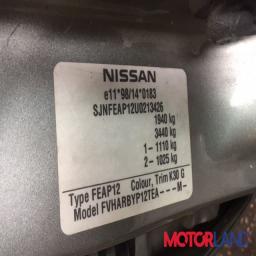 NISSAN
e11*98/14*0183
SJNFEAP12U0213426
1940 kg
3440 kg
1-1110 kg
2-1025 kg
Type FEAP12 Colour, Trim K30 G
Model FVHARBYP12TEA---M-
MOTORLAND